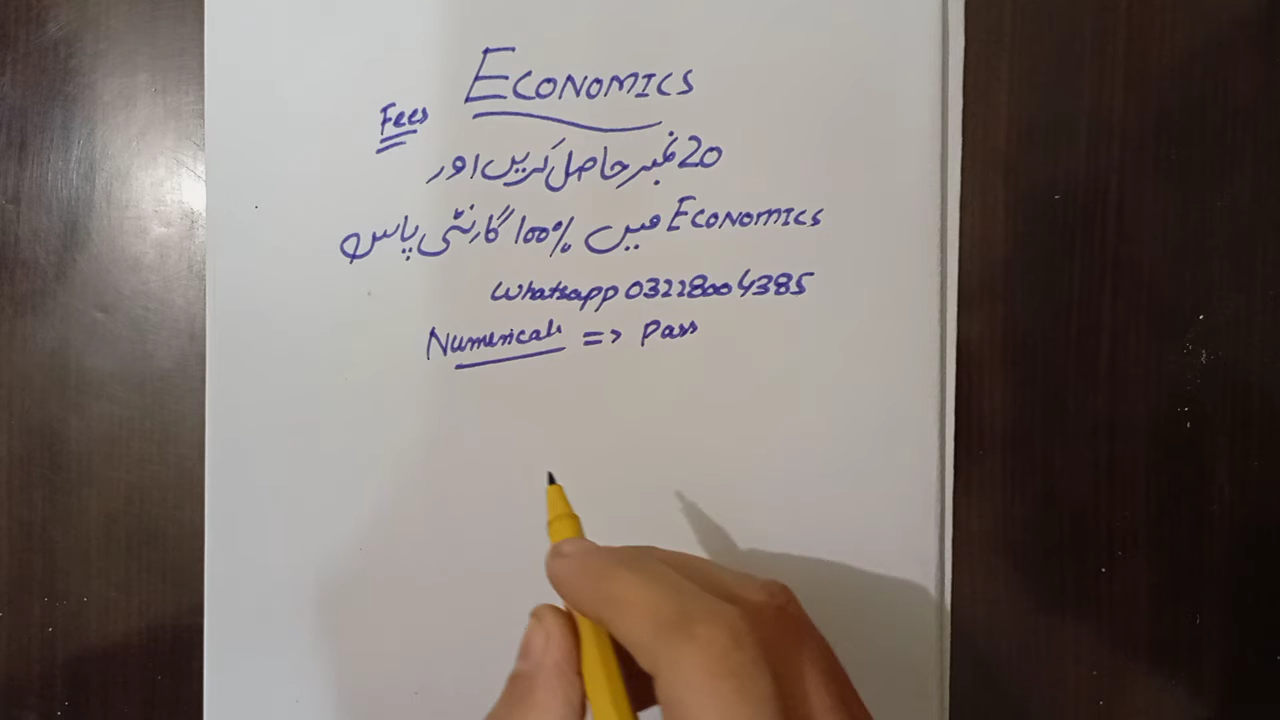 ECONOMICS
Fees
20 نمبر حاصل کریں اور
ECONOMICS میں 100% گارنٹی پاس
Whatsapp 03228004385
Numericals => Pass